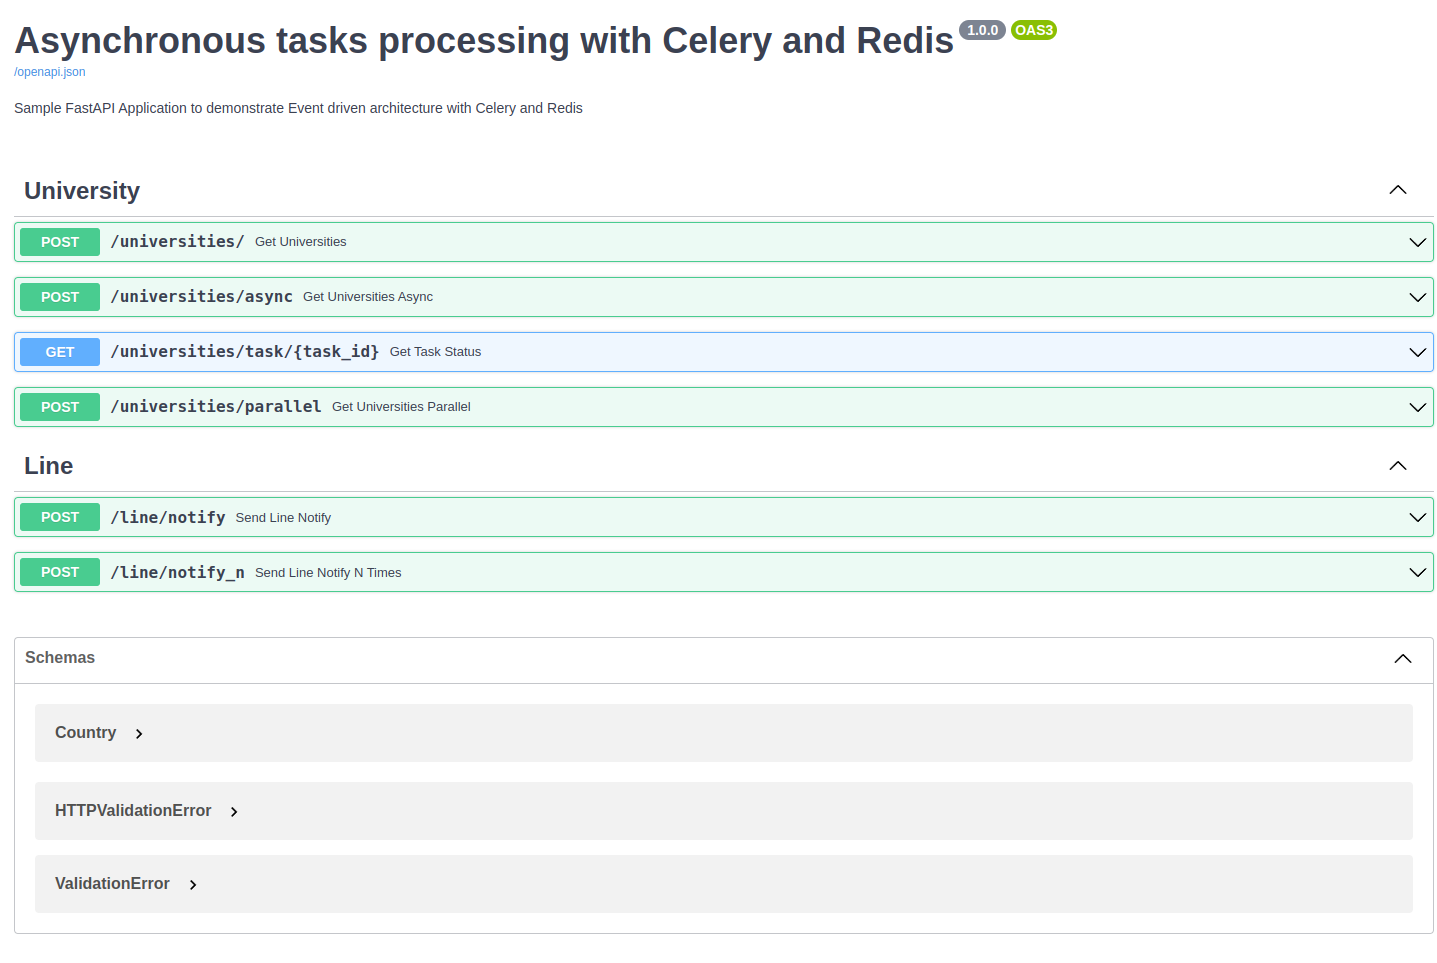 Asynchronous tasks processing with Celery and Redis 1.0.0 OAS3
/openapi.json
Sample FastAPI Application to demonstrate Event driven architecture with Celery and Redis
University
POST /universities/ Get Universities
POST /universities/async Get Universities Async
GET /universities/task/{task_id} Get Task Status
POST /universities/parallel Get Universities Parallel
Line
POST /line/notify Send Line Notify
POST /line/notify_n Send Line Notify N Times
Schemas
Country
HTTPValidationError
ValidationError